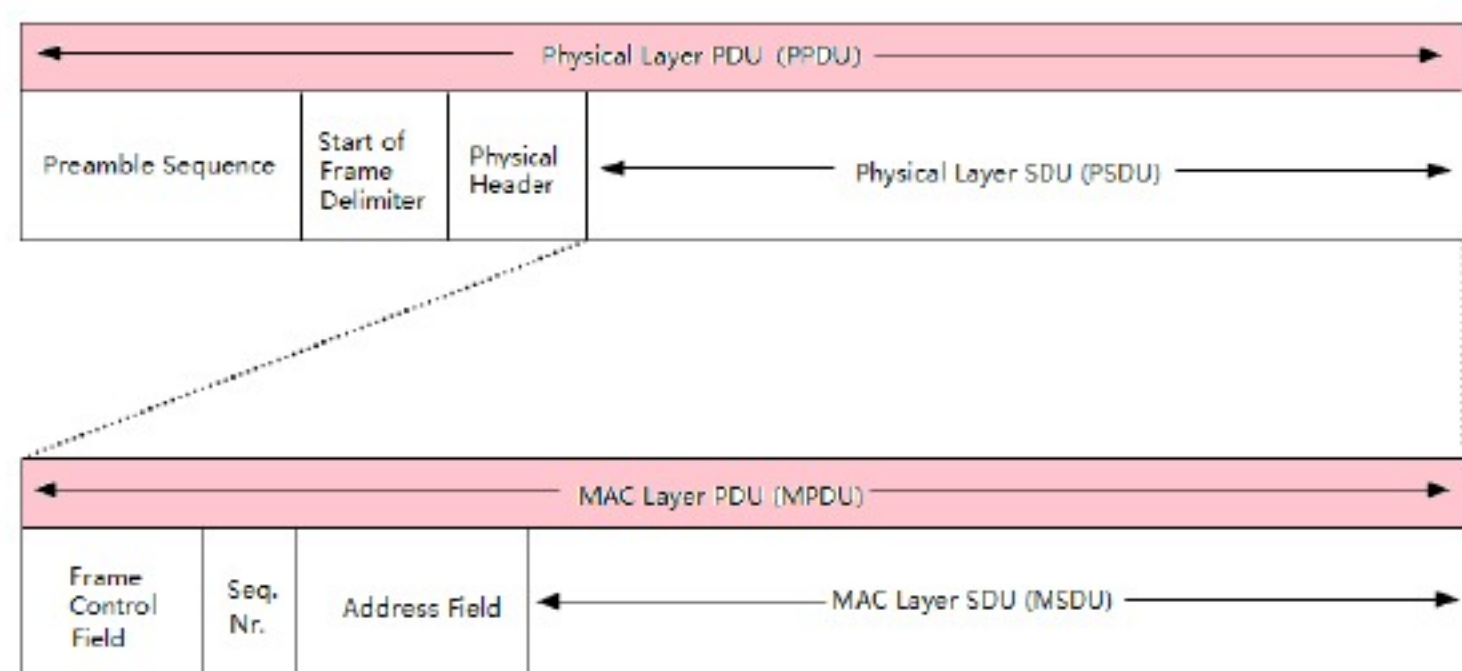 Physical Layer PDU (PPDU)
Preamble Sequence
Start of
Frame
Delimiter
Physical
Header
Physical Layer SDU (PSDU)
MAC Layer PDU (MPDU)
Frame
Control
Field
Seq.
Nr.
Address Field
MAC Layer SDU (MSDU)